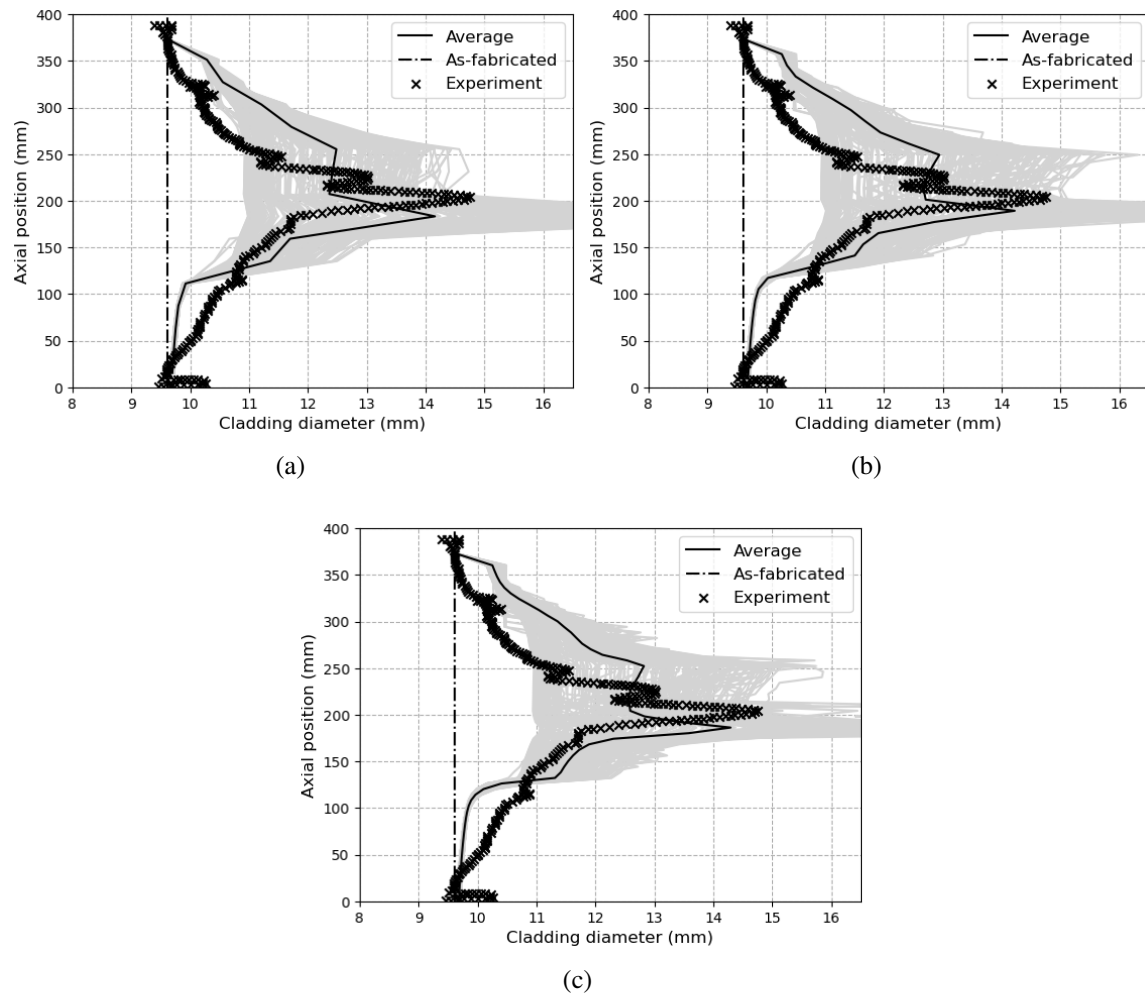 400
350
300
250
200
150
100
50
0
Axial position (mm)
Average
As-fabricated
Experiment
8 9 10 11 12 13 14 15 16
Cladding diameter (mm)
(a)
400
350
300
250
200
150
100
50
0
Axial position (mm)
Average
As-fabricated
Experiment
8 9 10 11 12 13 14 15 16
Cladding diameter (mm)
(b)
400
350
300
250
200
150
100
50
0
Axial position (mm)
Average
As-fabricated
Experiment
8 9 10 11 12 13 14 15 16
Cladding diameter (mm)
(c)